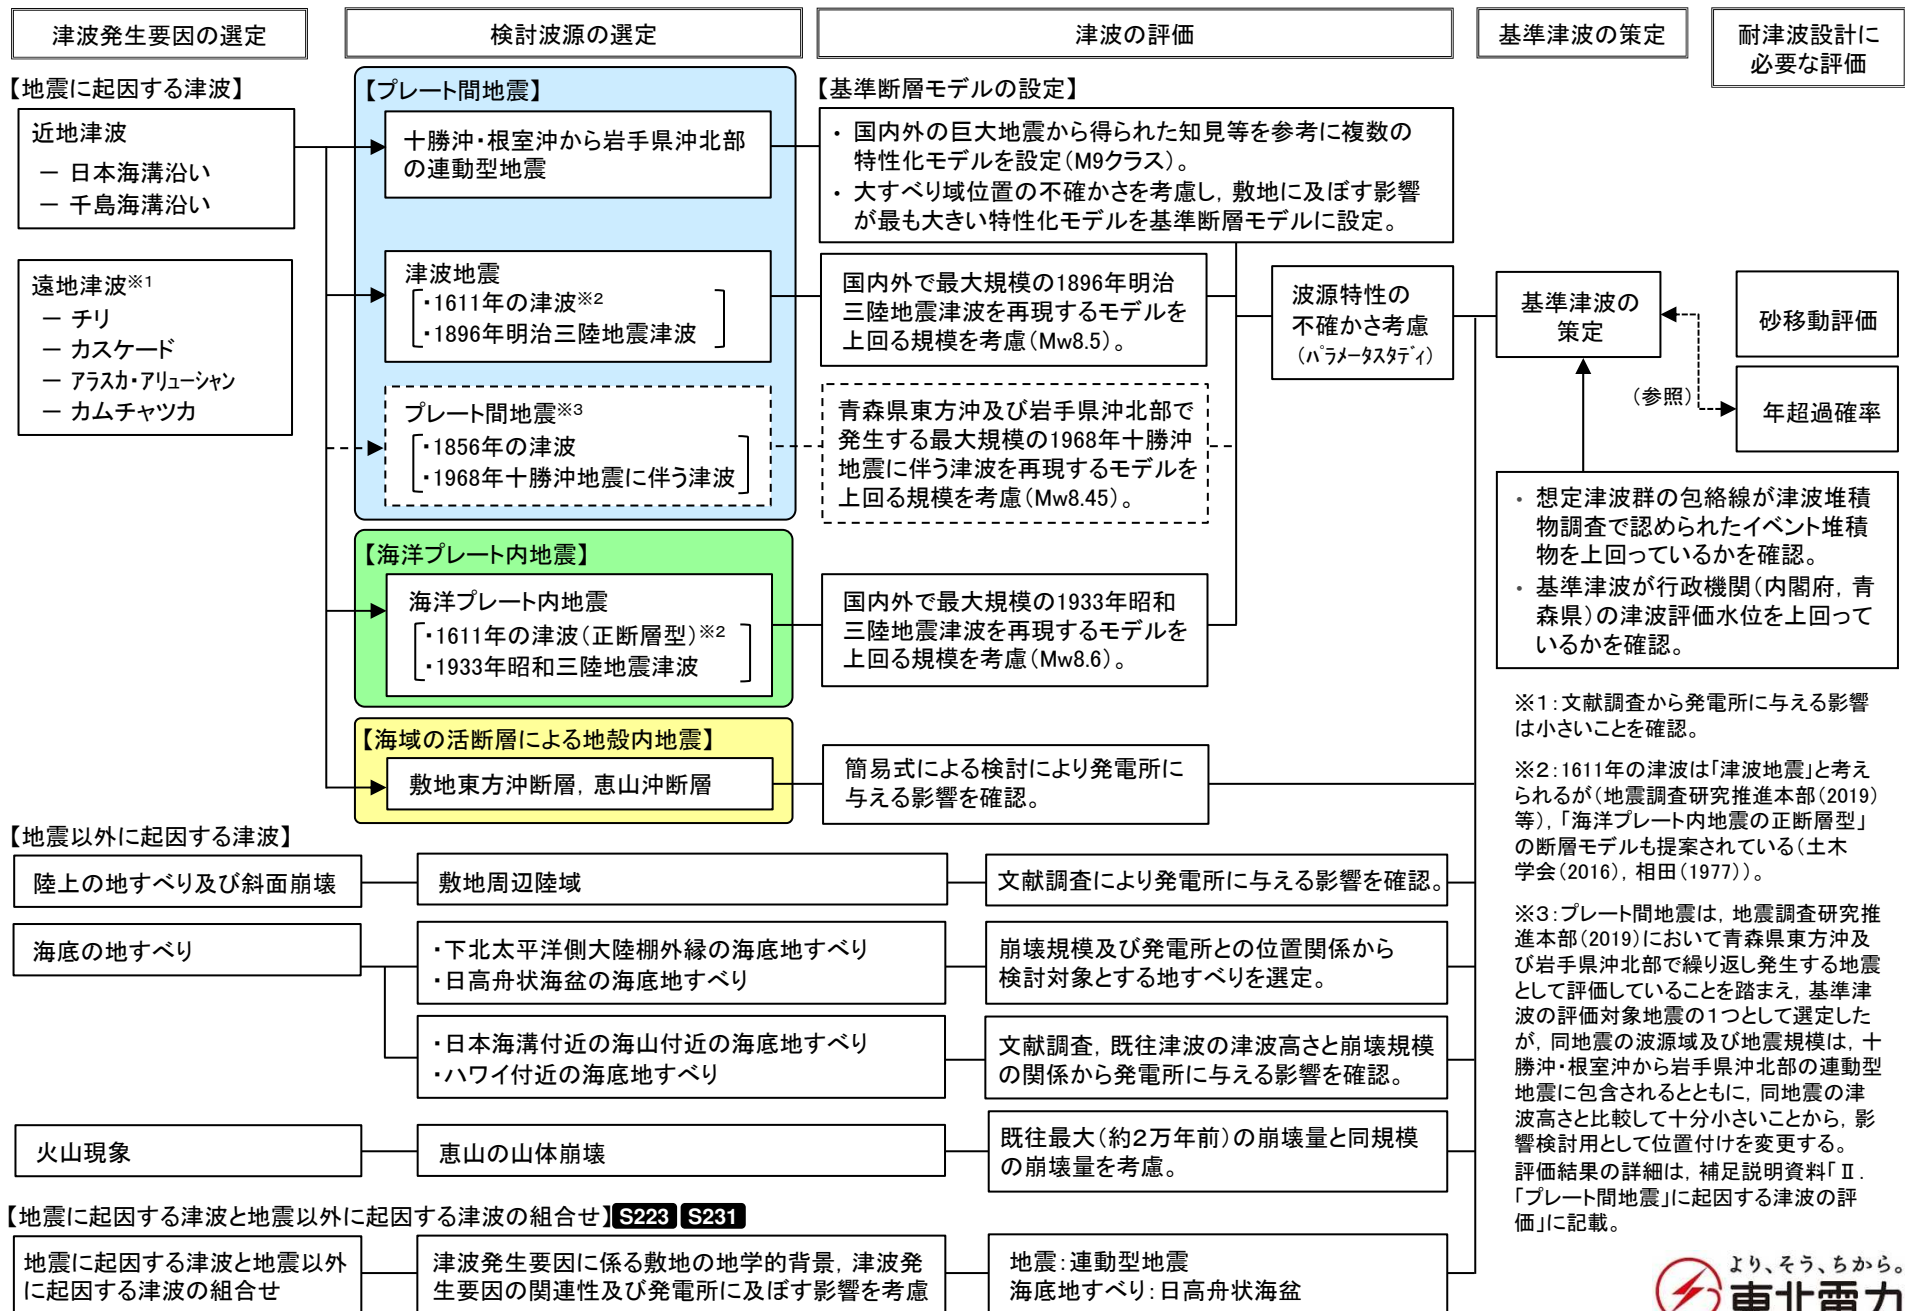 津波発生要因の選定
検討波源の選定
津波の評価
基準津波の策定
耐津波設計に
必要な評価
【地震に起因する津波】
近地津波
－ 日本海溝沿い
－ 千島海溝沿い
遠地津波※1
－ チリ
－ カスケード
－ アラスカ・アリューシャン
－ カムチャツカ
【プレート間地震】
十勝沖・根室沖から岩手県沖北部
の連動型地震
津波地震
・1611年の津波※2
・1896年明治三陸地震津波
プレート間地震※3
・1856年の津波
・1968年十勝沖地震に伴う津波
【海洋プレート内地震】
海洋プレート内地震
・1611年の津波（正断層型）※2
・1933年昭和三陸地震津波
【海域の活断層による地殻内地震】
敷地東方沖断層，恵山沖断層
【基準断層モデルの設定】
・ 国内外の巨大地震から得られた知見等を参考に複数の
特性化モデルを設定（M9クラス）。
・ 大すべり域位置の不確かさを考慮し，敷地に及ぼす影響
が最も大きい特性化モデルを基準断層モデルに設定。
国内外で最大規模の1896年明治
三陸地震津波を再現するモデルを
上回る規模を考慮（Mw8.5）。
青森県東方沖及び岩手県沖北部で
発生する最大規模の1968年十勝沖
地震に伴う津波を再現するモデルを
上回る規模を考慮（Mw8.45）。
国内外で最大規模の1933年昭和
三陸地震津波を再現するモデルを
上回る規模を考慮（Mw8.6）。
簡易式による検討により発電所に
与える影響を確認。
波源特性の
不確かさ考慮
（ﾊﾟﾗﾒｰﾀｽﾀﾃﾞｨ）
基準津波の
策定
（参照）
砂移動評価
年超過確率
・ 想定津波群の包絡線が津波堆積
物調査で認められたイベント堆積
物を上回っているかを確認。
・ 基準津波が行政機関（内閣府，青
森県）の津波評価水位を上回って
いるかを確認。
【地震以外に起因する津波】
陸上の地すべり及び斜面崩壊
敷地周辺陸域
文献調査により発電所に与える影響を確認。
海底の地すべり
・下北太平洋側大陸棚外縁の海底地すべり
・日高舟状海盆の海底地すべり
崩壊規模及び発電所との位置関係から
検討対象とする地すべりを選定。
・日本海溝付近の海山付近の海底地すべり
・ハワイ付近の海底地すべり
文献調査，既往津波の津波高さと崩壊規模
の関係から発電所に与える影響を確認。
火山現象
恵山の山体崩壊
既往最大（約２万年前）の崩壊量と同規模
の崩壊量を考慮。
【地震に起因する津波と地震以外に起因する津波の組合せ】S223 S231
地震に起因する津波と地震以外
に起因する津波の組合せ
津波発生要因に係る敷地の地学的背景，津波発
生要因の関連性及び発電所に及ぼす影響を考慮
地震：連動型地震
海底地すべり：日高舟状海盆
※１：文献調査から発電所に与える影響
は小さいことを確認。
※２：1611年の津波は「津波地震」と考え
られるが（地震調査研究推進本部（2019）
等），「海洋プレート内地震の正断層型」
の断層モデルも提案されている（土木
学会（2016），相田（1977））。
※３：プレート間地震は，地震調査研究推
進本部（2019）において青森県東方沖及
び岩手県沖北部で繰り返し発生する地震
として評価していることを踏まえ，基準津
波の評価対象地震の１つとして選定した
が，同地震の波源域及び地震規模は，十
勝沖・根室沖から岩手県沖北部の連動型
地震に包含されるとともに，同地震の津
波高さと比較して十分小さいことから，影
響検討用として位置付けを変更する。
評価結果の詳細は，補足説明資料「Ⅱ．
「プレート間地震」に起因する津波の評
価」に記載。
より、そう、ちから。
東北電力